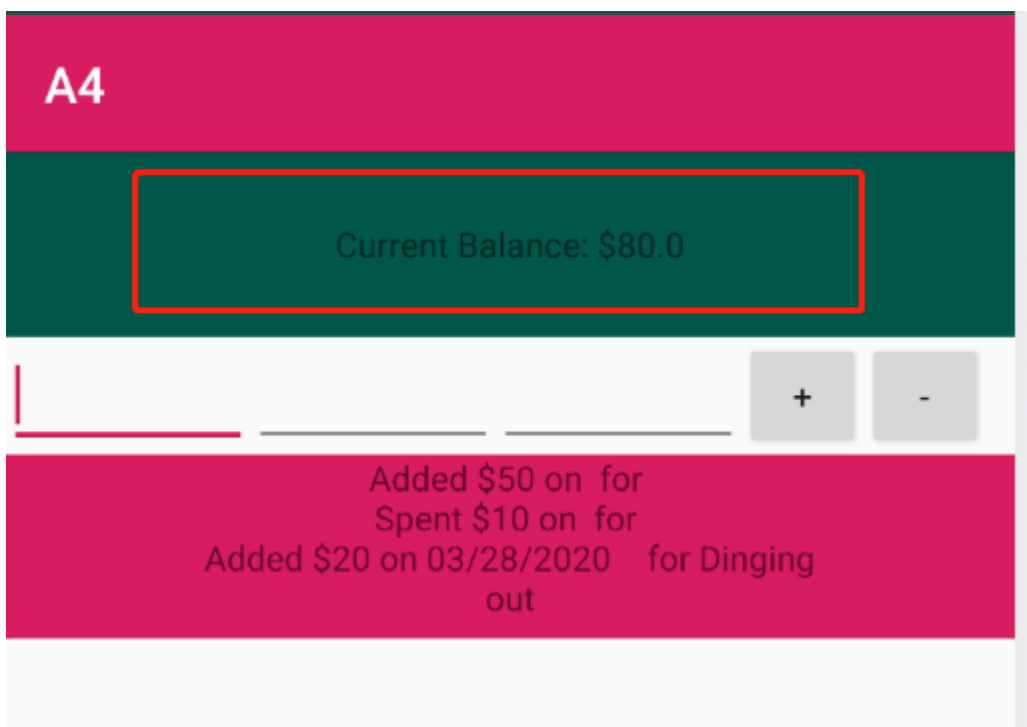 A4
Current Balance: $80.0
+ -
Added $50 on  for
Spent $10 on  for
Added $20 on 03/28/2020    for Dinging
out